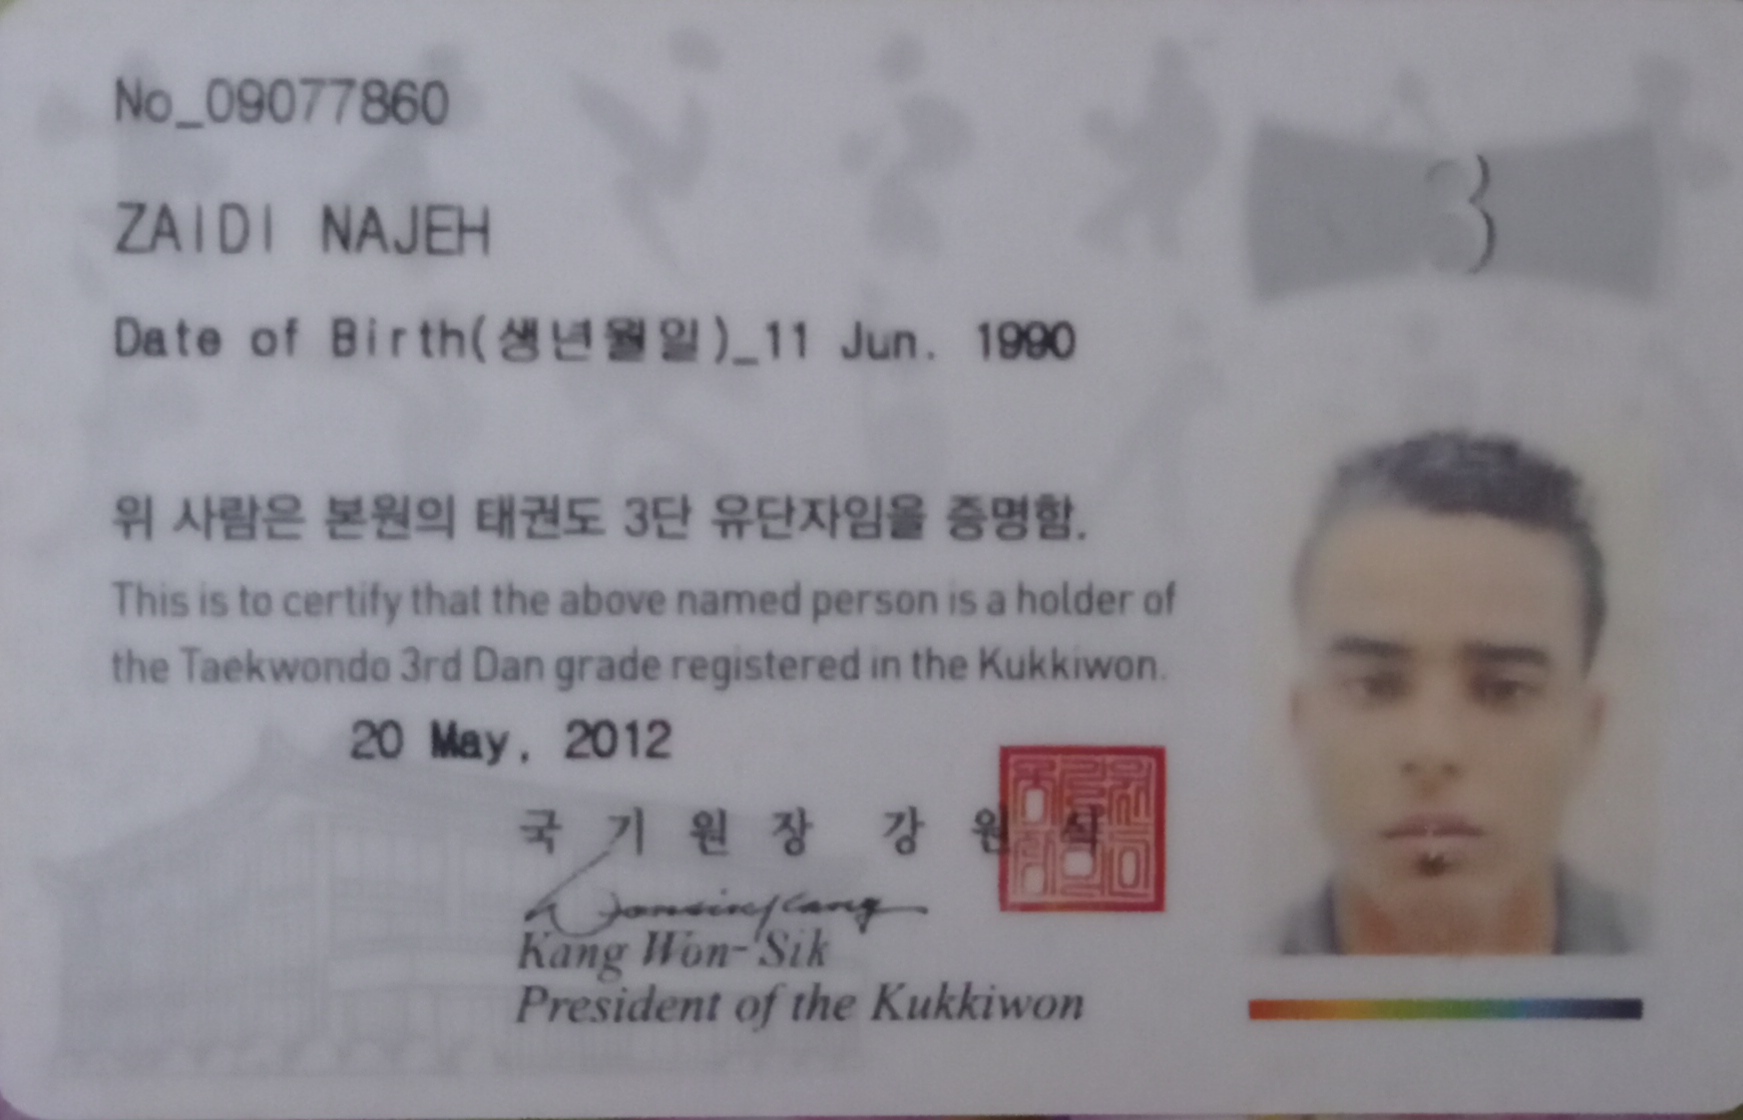 No_09077860
3
ZAIDI NAJEH
Date of Birth(생년월일)_11 Jun. 1990
위 사람은 본원의 태권도 3단 유단자임을 증명함.
This is to certify that the above named person is a holder of
the Taekwondo 3rd Dan grade registered in the Kukkiwon.
20 May, 2012
국 기 원 장 강 원 식
Kang Won-Sik
President of the Kukkiwon